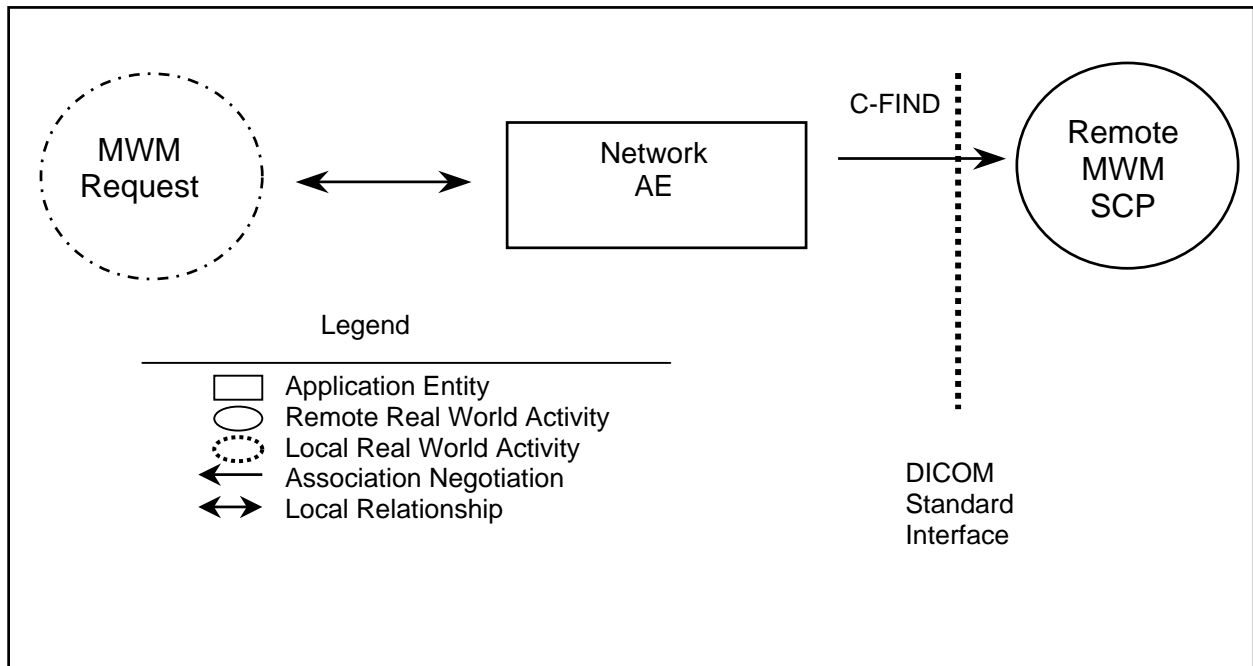 MWM
Request
Network
AE
C-FIND
Remote
MWM
SCP
Legend
Application Entity
Remote Real World Activity
Local Real World Activity
Association Negotiation
Local Relationship
DICOM
Standard
Interface